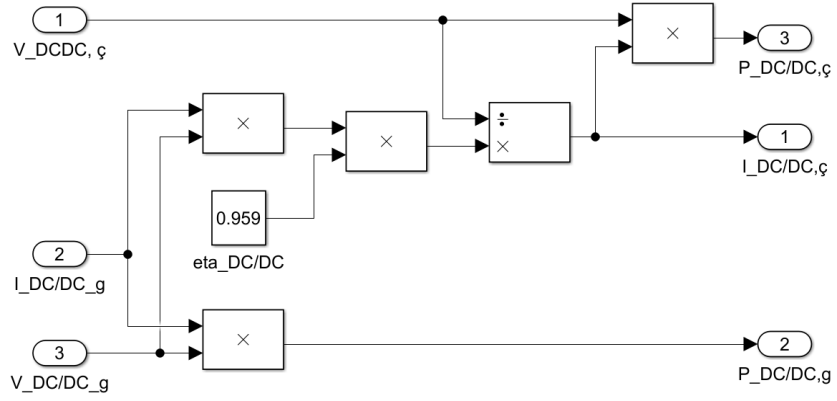 1
V_DCDC, ç
3
P_DC/DC,ç
÷
×
×
×
×
1
I_DC/DC,ç
0.959
eta_DC/DC
2
I_DC/DC_g
×
3
V_DC/DC_g
2
P_DC/DC,g